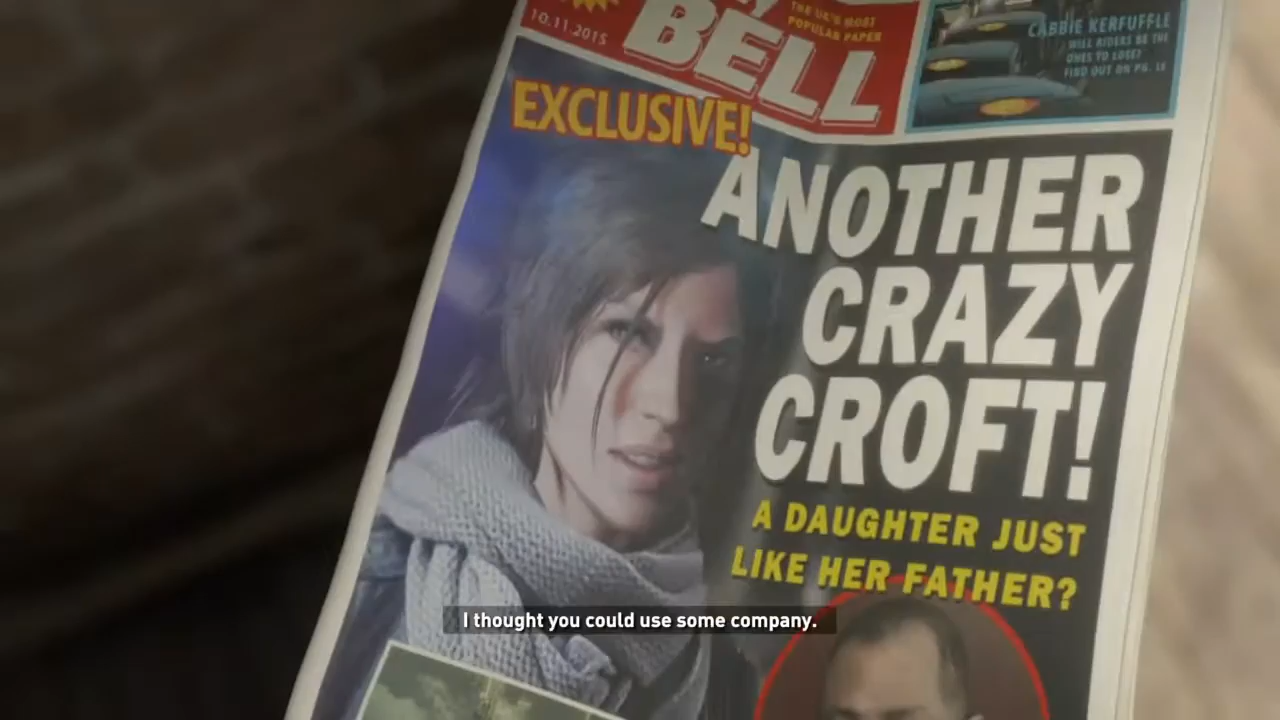 10.11.2015
BELL
THE UK'S MOST
POPULAR PAPER
CABBIE KERFUFFLE
WILL RIDERS BE THE
ONES TO LOSE?
FIND OUT ON PG. 15
EXCLUSIVE!
ANOTHER
CRAZY
CROFT!
A DAUGHTER JUST
LIKE HER FATHER?
I thought you could use some company.